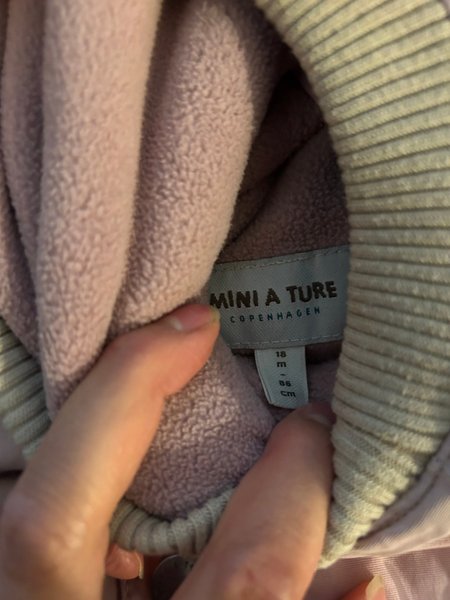 MINI A TURE
COPENHAGEN
18
m
-
86
cm